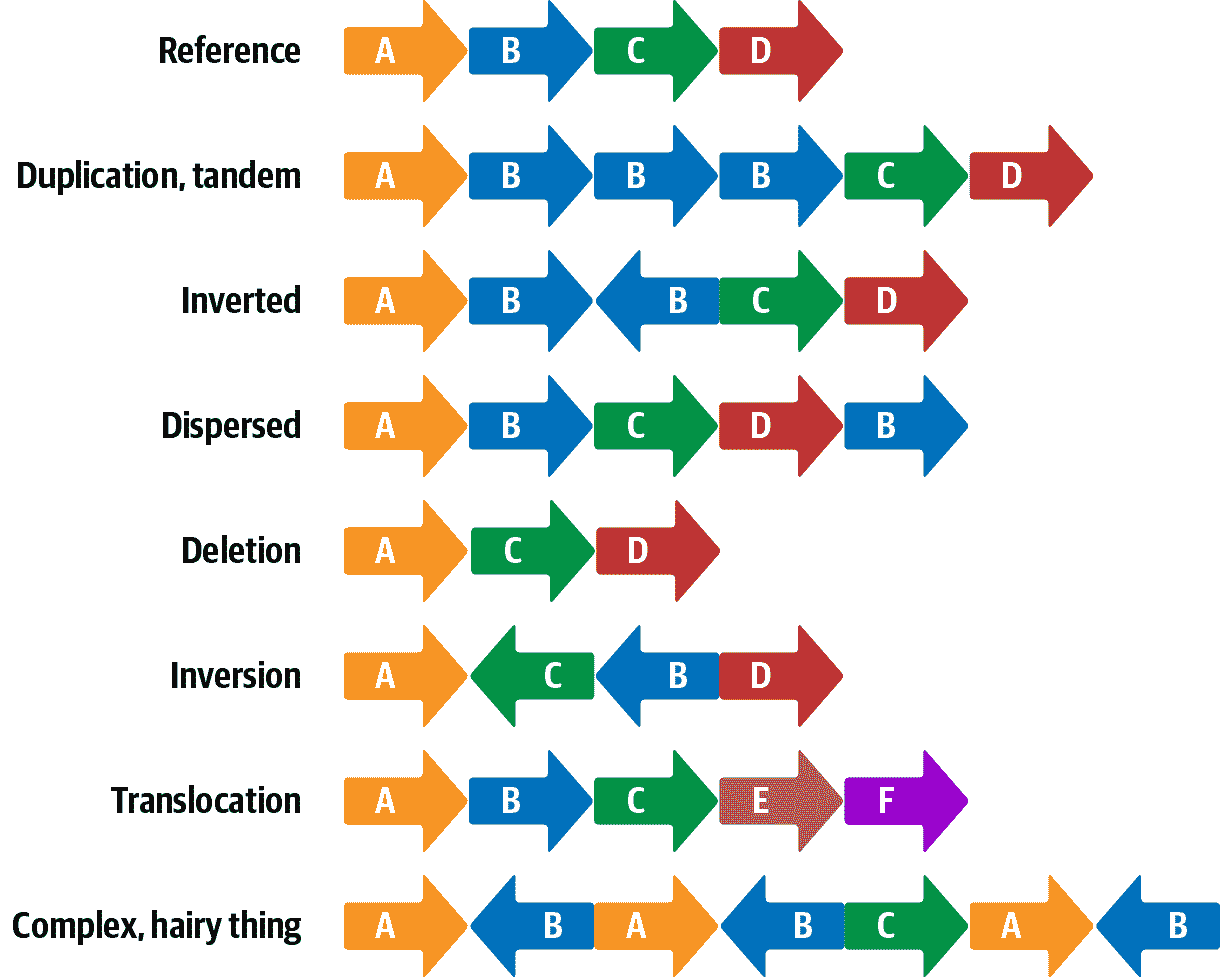 Reference A B C D
Duplication, tandem A B B B C D
Inverted A B B C D
Dispersed A B C D B
Deletion A C D
Inversion A C B D
Translocation A B C E F
Complex, hairy thing A B A B C A B